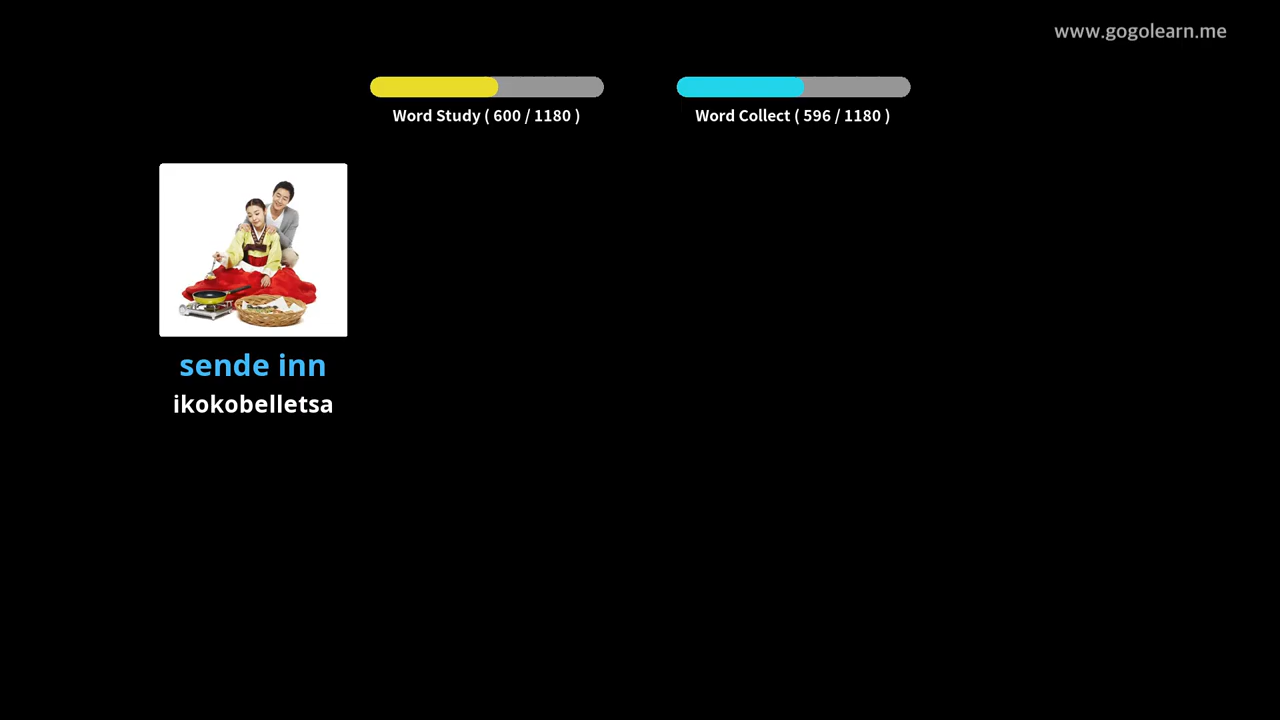 www.gogolearn.me
Word Study ( 600 / 1180 )
Word Collect ( 596 / 1180 )
sende inn
ikokobelletsa